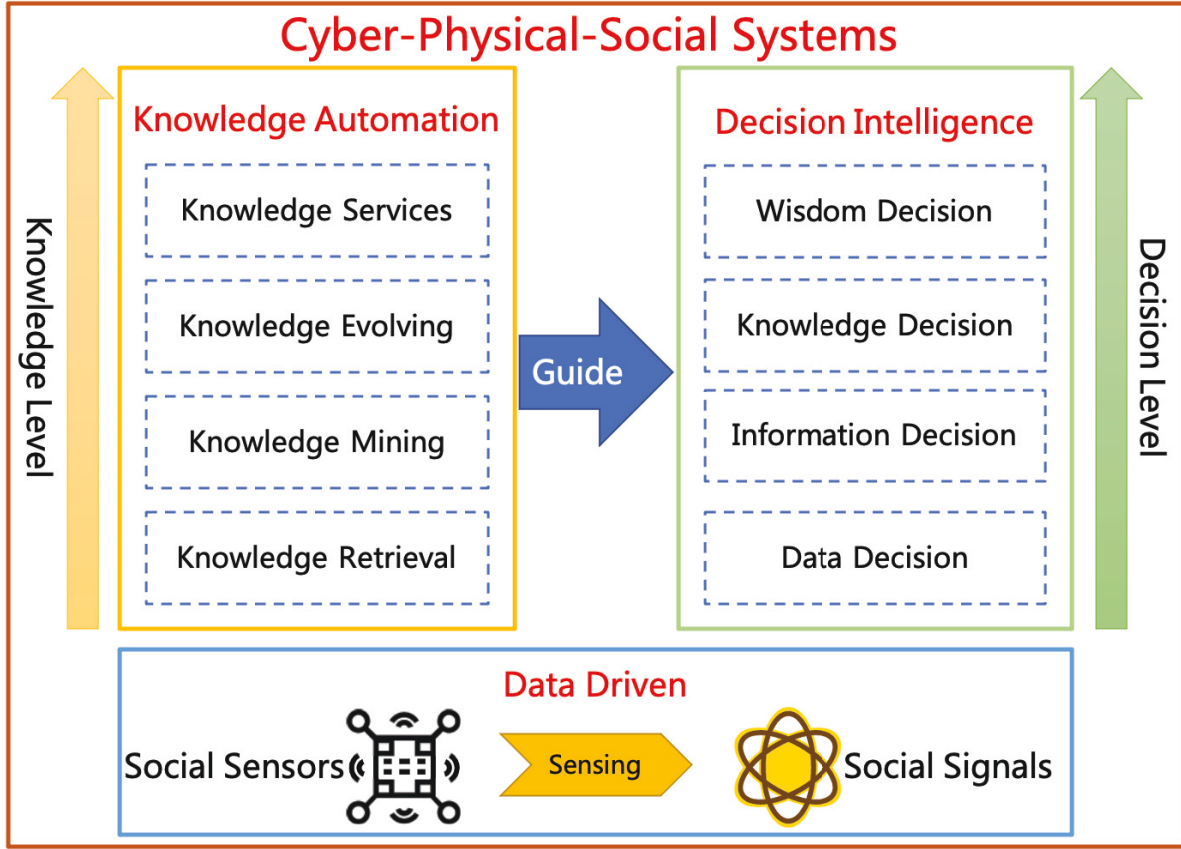 Cyber-Physical-Social Systems
Knowledge Level
Knowledge Automation
Knowledge Services
Knowledge Evolving
Knowledge Mining
Knowledge Retrieval
Guide
Decision Intelligence
Wisdom Decision
Knowledge Decision
Information Decision
Data Decision
Decision Level
Data Driven
Social Sensors
Sensing
Social Signals